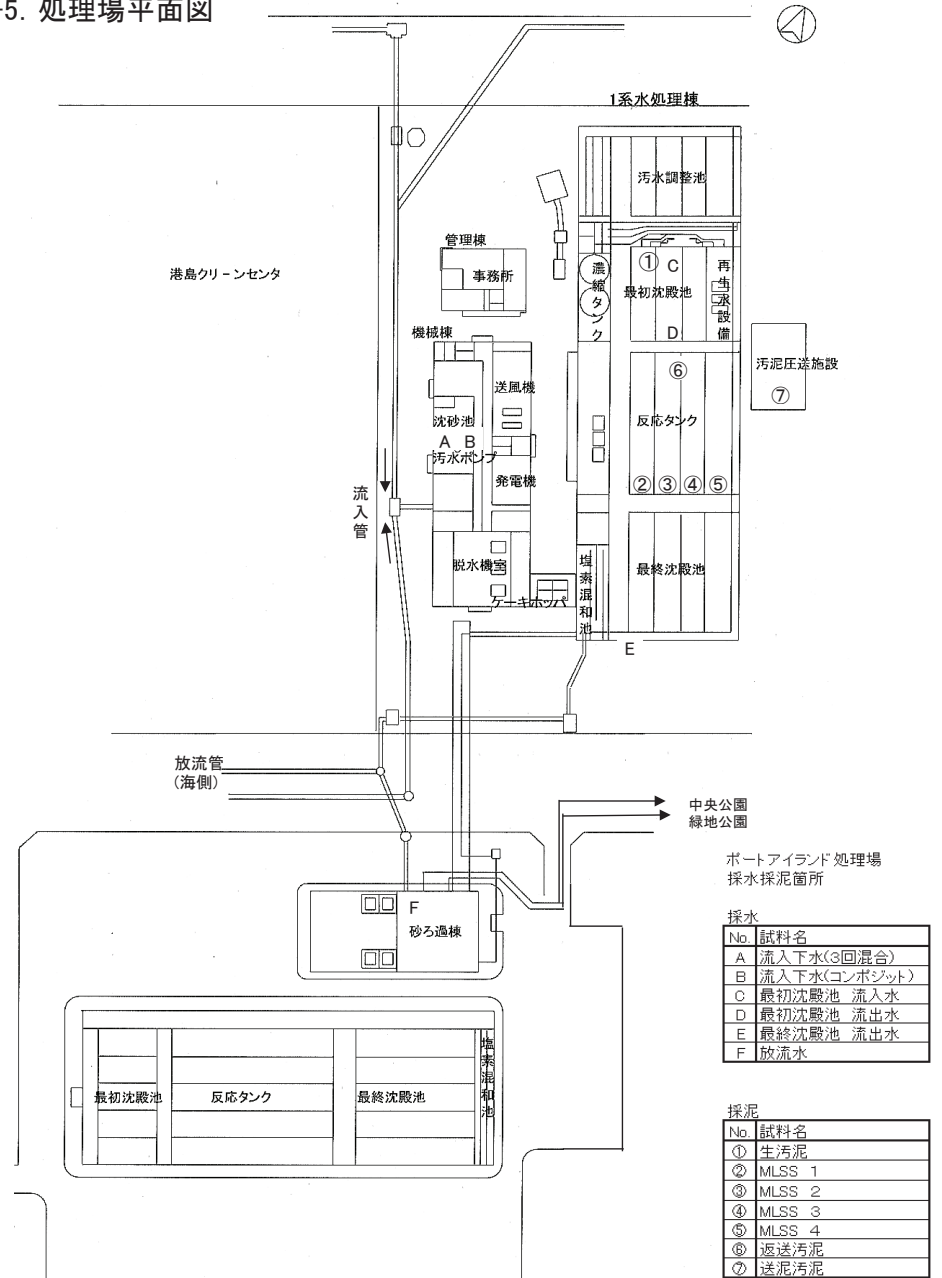 -5. 処理場平面図
1系水処理棟
汚水調整池
管理棟
事務所
港島クリーンセンタ
濃縮タンク
① C
最初沈殿池
D
再生水設備
機械棟
汚泥圧送施設
⑦
送風機
⑥
沈砂池
A B
汚水ポンプ
反応タンク
発電機
② ③ ④ ⑤
流入管
脱水機室
塩素混和池
最終沈殿池
ケーキホッパ
E
放流管
(海側)
中央公園
緑地公園
ポートアイランド処理場
採水採泥箇所
F
砂ろ過棟
採水
No. 試料名
A 流入下水(3回混合)
B 流入下水(コンポジット)
C 最初沈殿池 流入水
D 最初沈殿池 流出水
E 最終沈殿池 流出水
F 放流水
塩素混和池
最初沈殿池
反応タンク
最終沈殿池
採泥
No. 試料名
① 生汚泥
② MLSS 1
③ MLSS 2
④ MLSS 3
⑤ MLSS 4
⑥ 返送汚泥
⑦ 送泥汚泥